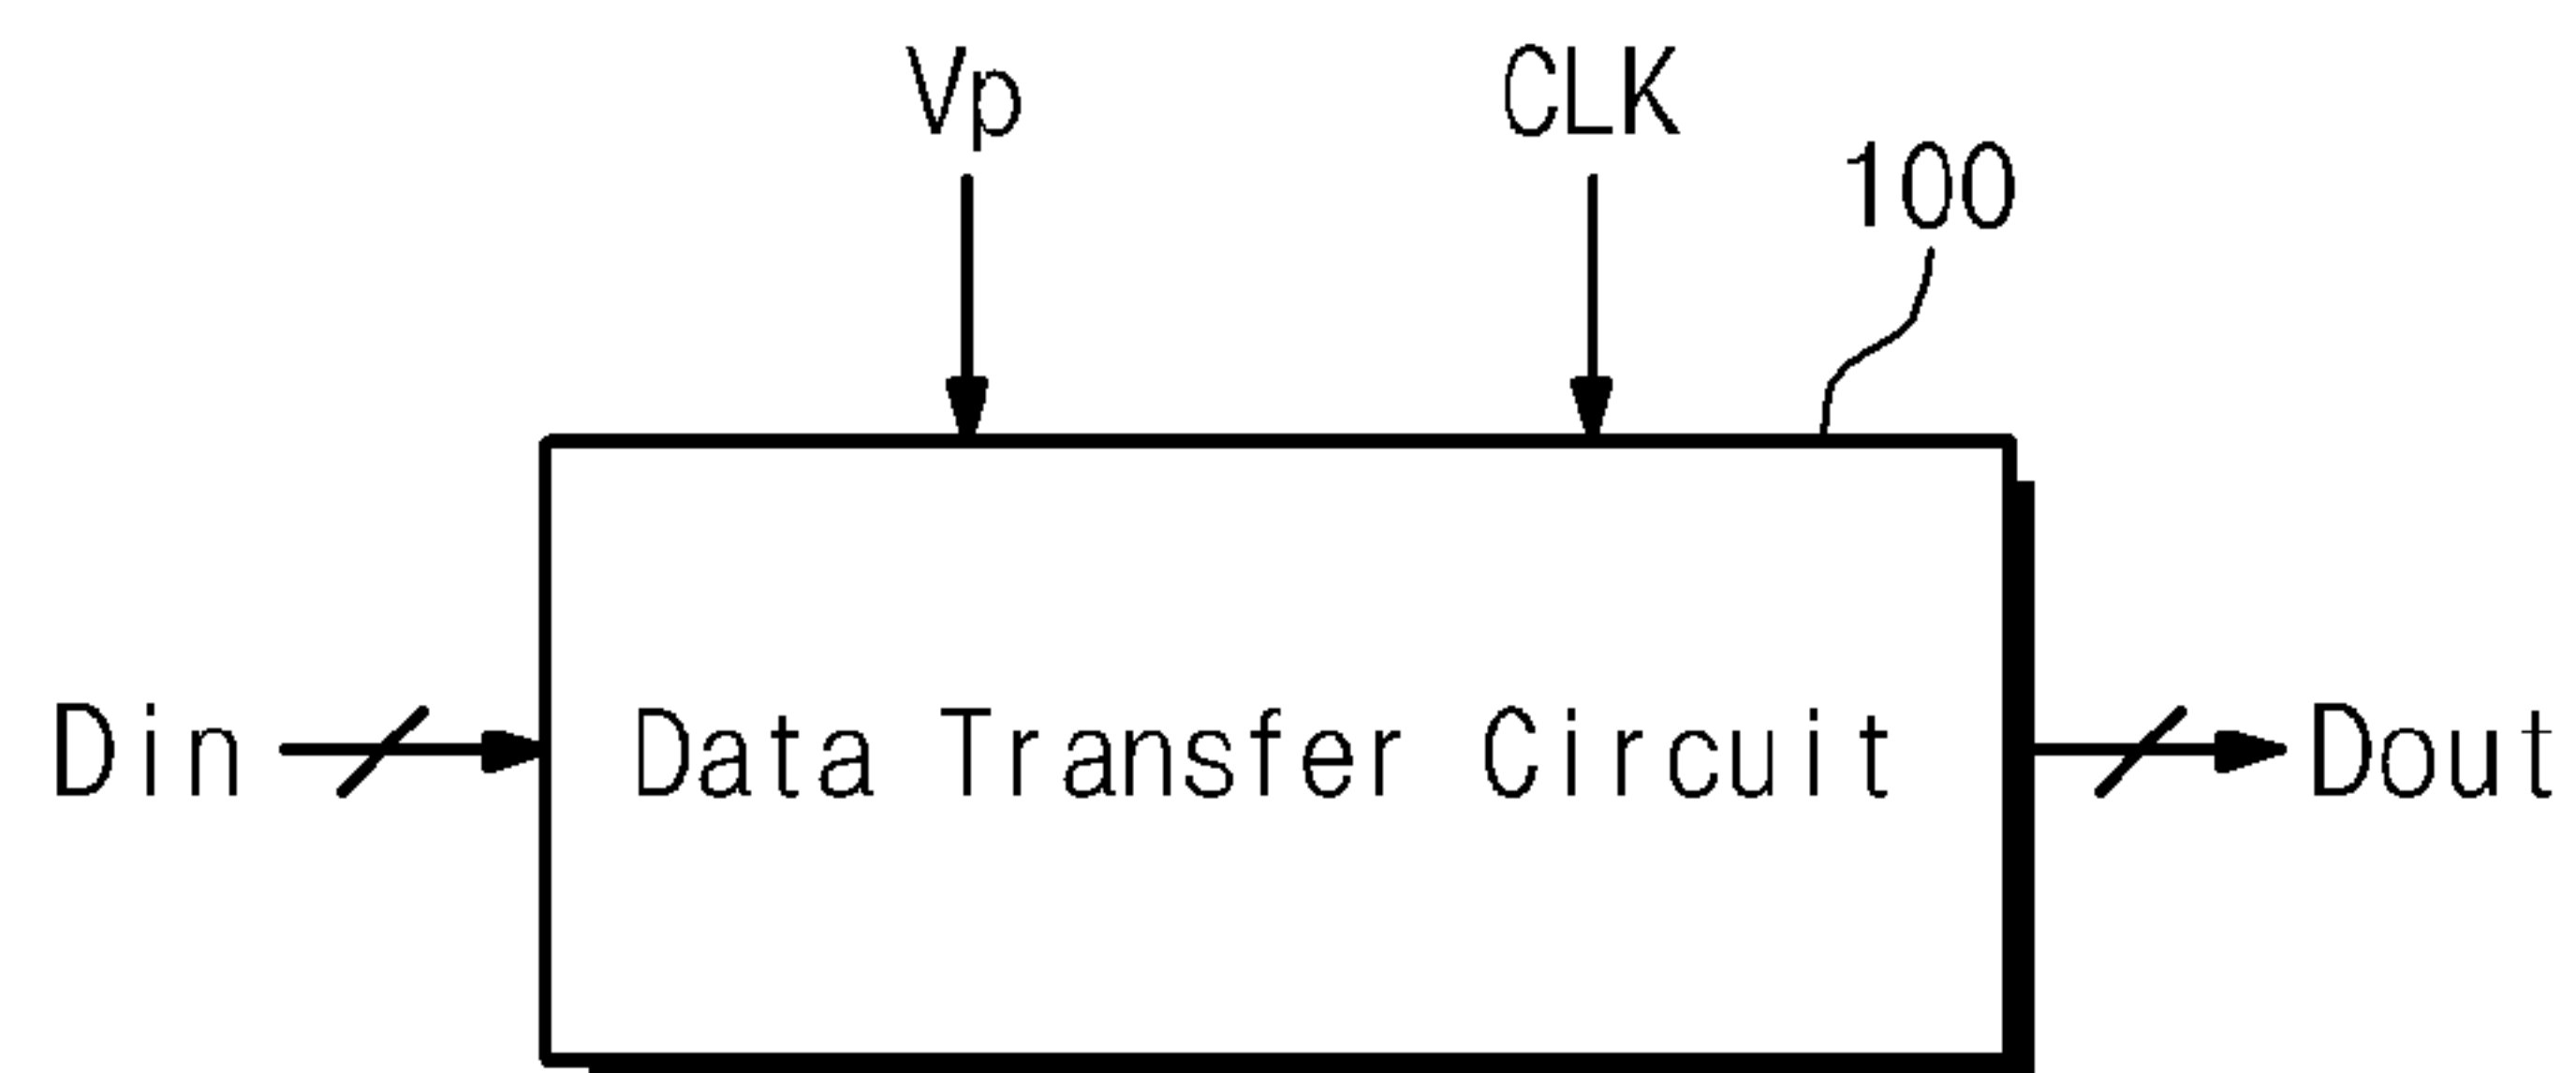 Vp
CLK
100
Din
Data Transfer Circuit
Dout